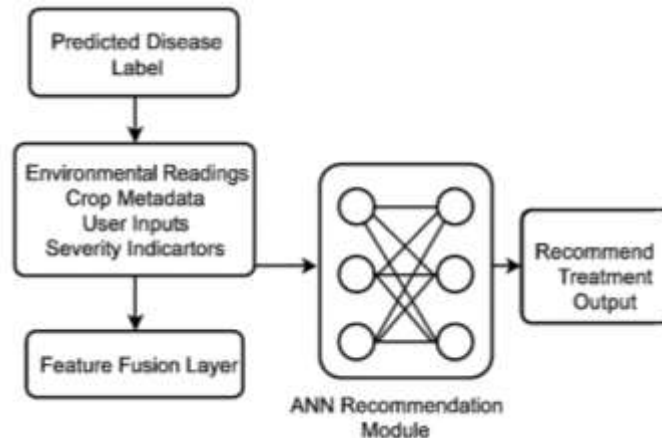 Predicted Disease
Label
Environmental Readings
Crop Metadata
User Inputs
Severity Indicartors
Feature Fusion Layer
ANN Recommendation
Module
Recommend
Treatment
Output